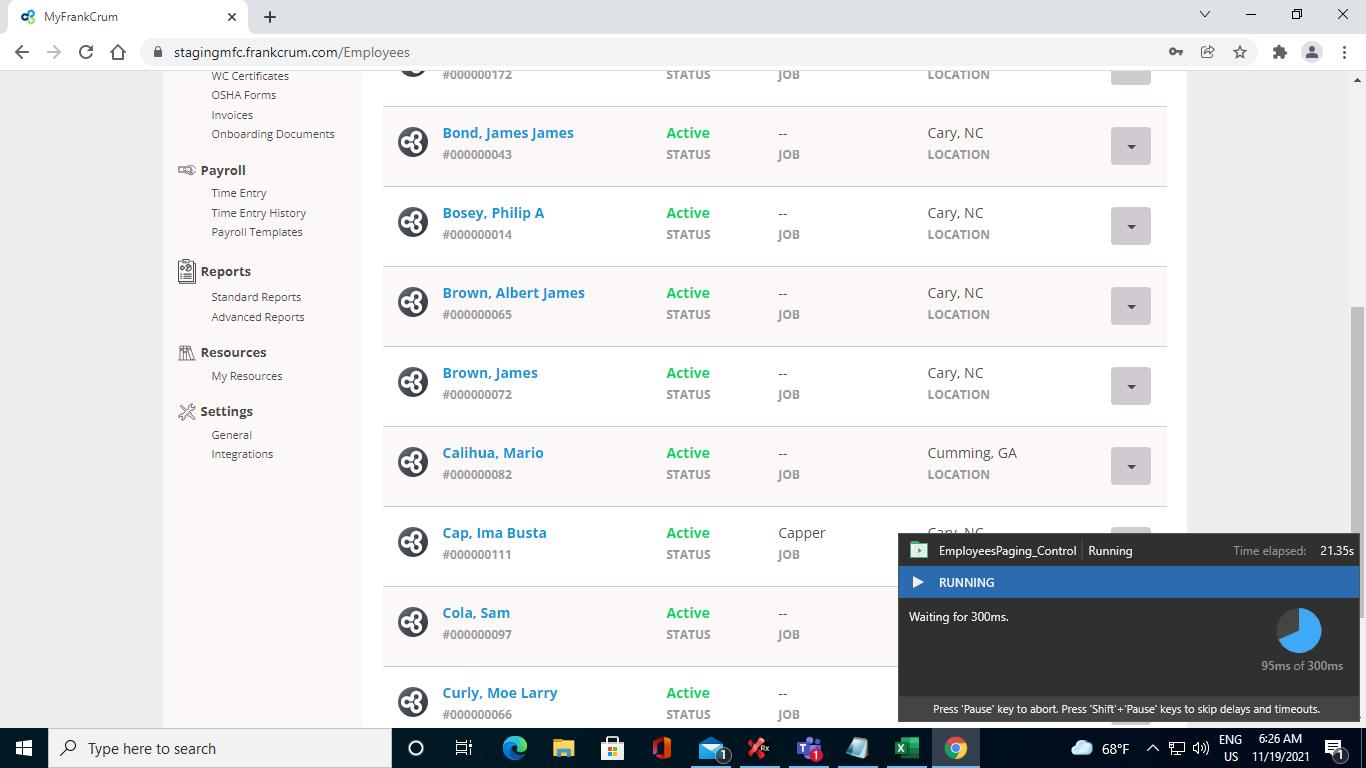 MyFrankCrum
stagingmfc.frankcrum.com/Employees
WC Certificates
OSHA Forms
Invoices
Onboarding Documents
Payroll
Time Entry
Time Entry History
Payroll Templates
Reports
Standard Reports
Advanced Reports
Resources
My Resources
Settings
General
Integrations
#000000172 STATUS JOB LOCATION
Bond, James James Active -- Cary, NC
#000000043 STATUS JOB LOCATION
Bosey, Philip A Active -- Cary, NC
#000000014 STATUS JOB LOCATION
Brown, Albert James Active -- Cary, NC
#000000065 STATUS JOB LOCATION
Brown, James Active -- Cary, NC
#000000072 STATUS JOB LOCATION
Calihua, Mario Active -- Cumming, GA
#000000082 STATUS JOB LOCATION
Cap, Ima Busta Active Capper Cary, NC
#000000111 STATUS JOB
Cola, Sam Active --
#000000097 STATUS JOB
Curly, Moe Larry Active --
#000000066 STATUS JOB
EmployeesPaging_Control Running Time elapsed: 21.35s
RUNNING
Waiting for 300ms.
95ms of 300ms
Press 'Pause' key to abort. Press 'Shift'+'Pause' keys to skip delays and timeouts.
Type here to search
1
Rx
1
68°F
ENG
US
6:26 AM
11/19/2021
1